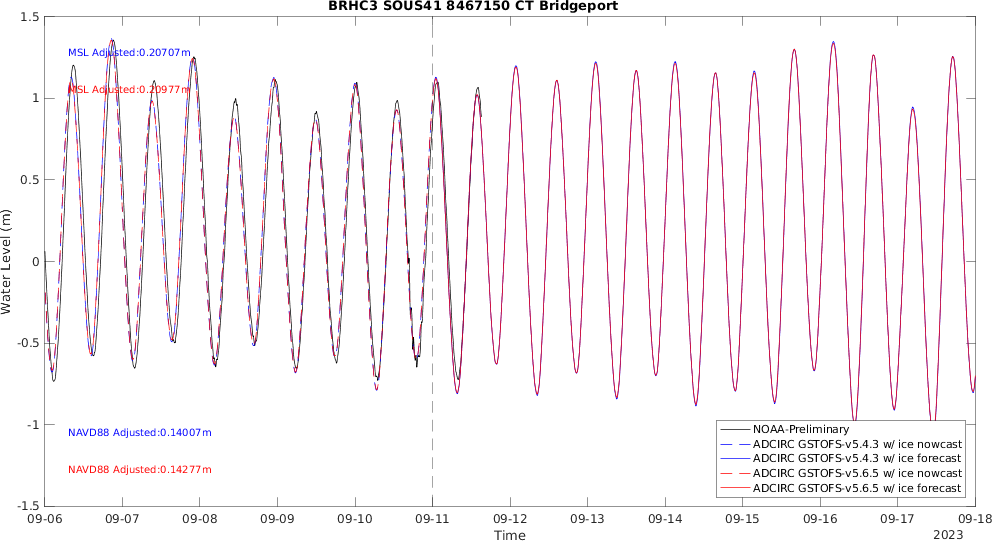 BRHC3 SOUS41 8467150 CT Bridgeport
1.5
1
0.5
0
-0.5
-1
-1.5
Water Level (m)
MSL Adjusted:0.20707m
MSL Adjusted:0.20977m
NAVD88 Adjusted:0.14007m
NAVD88 Adjusted:0.14277m
NOAA-Preliminary
ADCIRC GSTOFS-v5.4.3 w/ ice nowcast
ADCIRC GSTOFS-v5.4.3 w/ ice forecast
ADCIRC GSTOFS-v5.6.5 w/ ice nowcast
ADCIRC GSTOFS-v5.6.5 w/ ice forecast
09-06 09-07 09-08 09-09 09-10 09-11 09-12 09-13 09-14 09-15 09-16 09-17 09-18
Time
2023